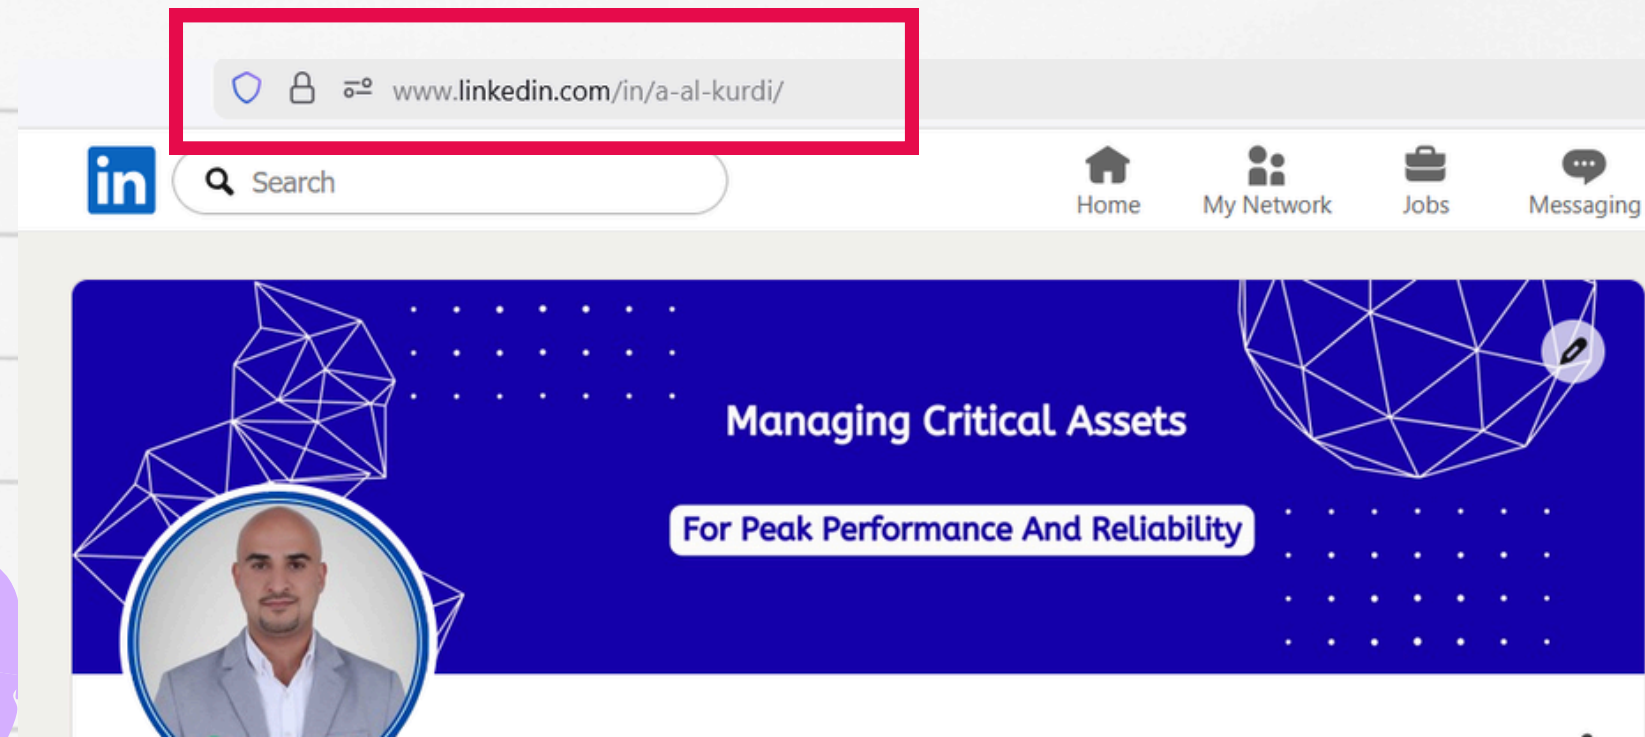 www.linkedin.com/in/a-al-kurdi/
in
Search
Home
My Network
Jobs
Messaging
Managing Critical Assets
For Peak Performance And Reliability